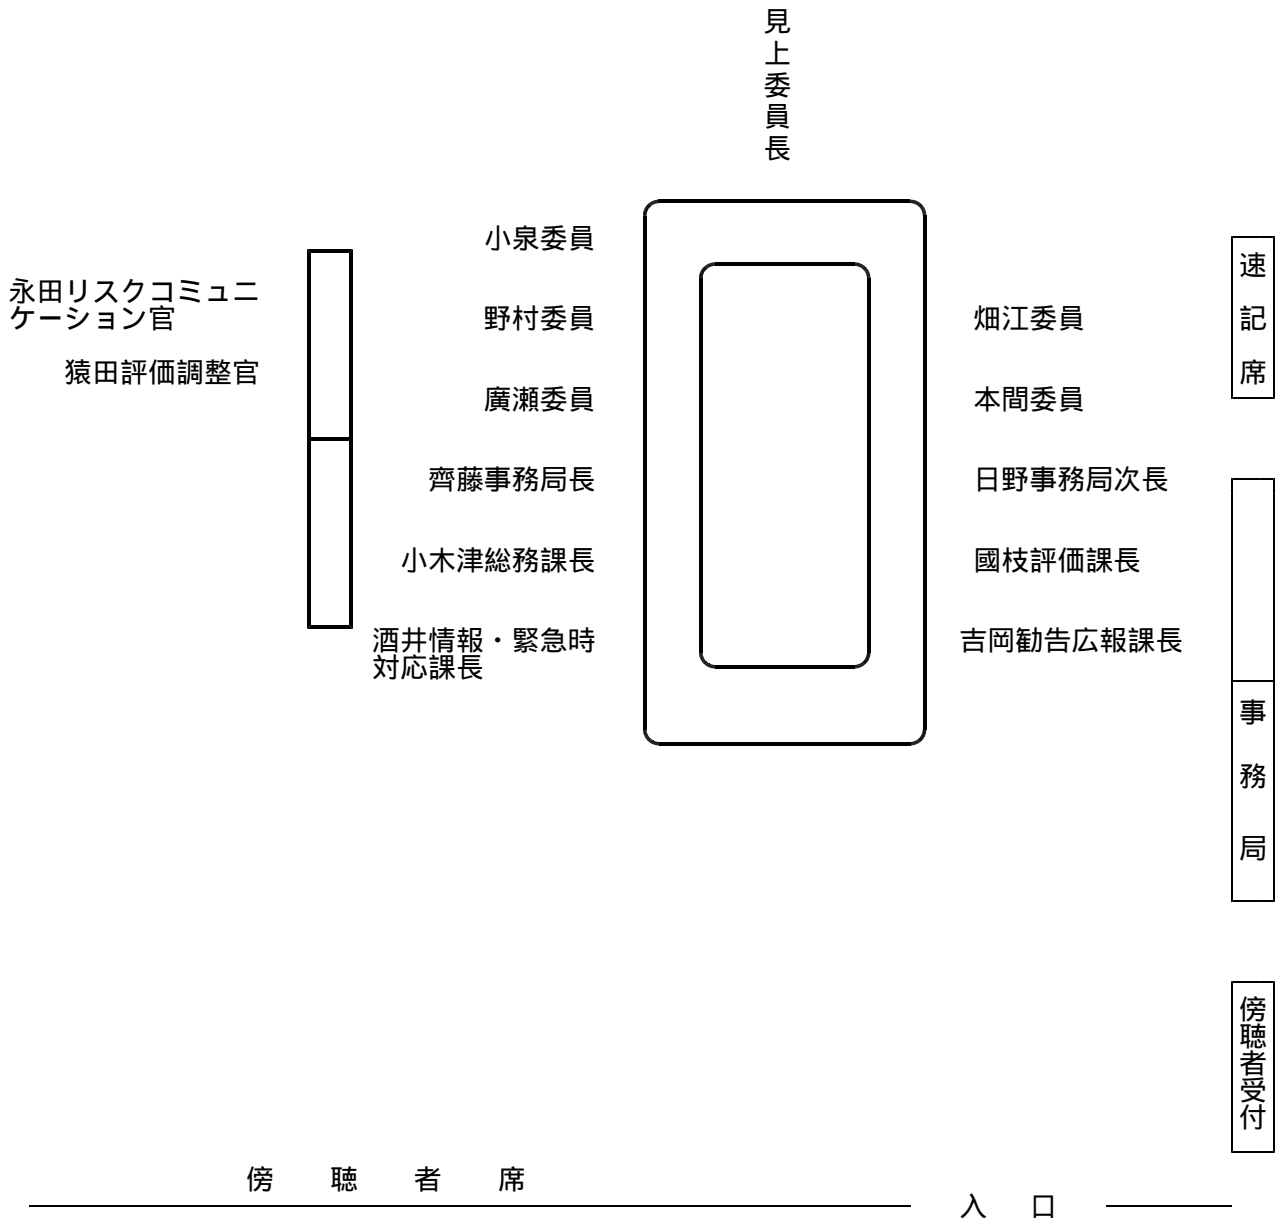 見上委員長
小泉委員
野村委員
廣瀬委員
齊藤事務局長
小木津総務課長
酒井情報・緊急時
対応課長
永田リスクコミュニ
ケーション官
猿田評価調整官
畑江委員
本間委員
日野事務局次長
國枝評価課長
吉岡勧告広報課長
速記席
事務局
傍聴者受付
傍聴者席
入口